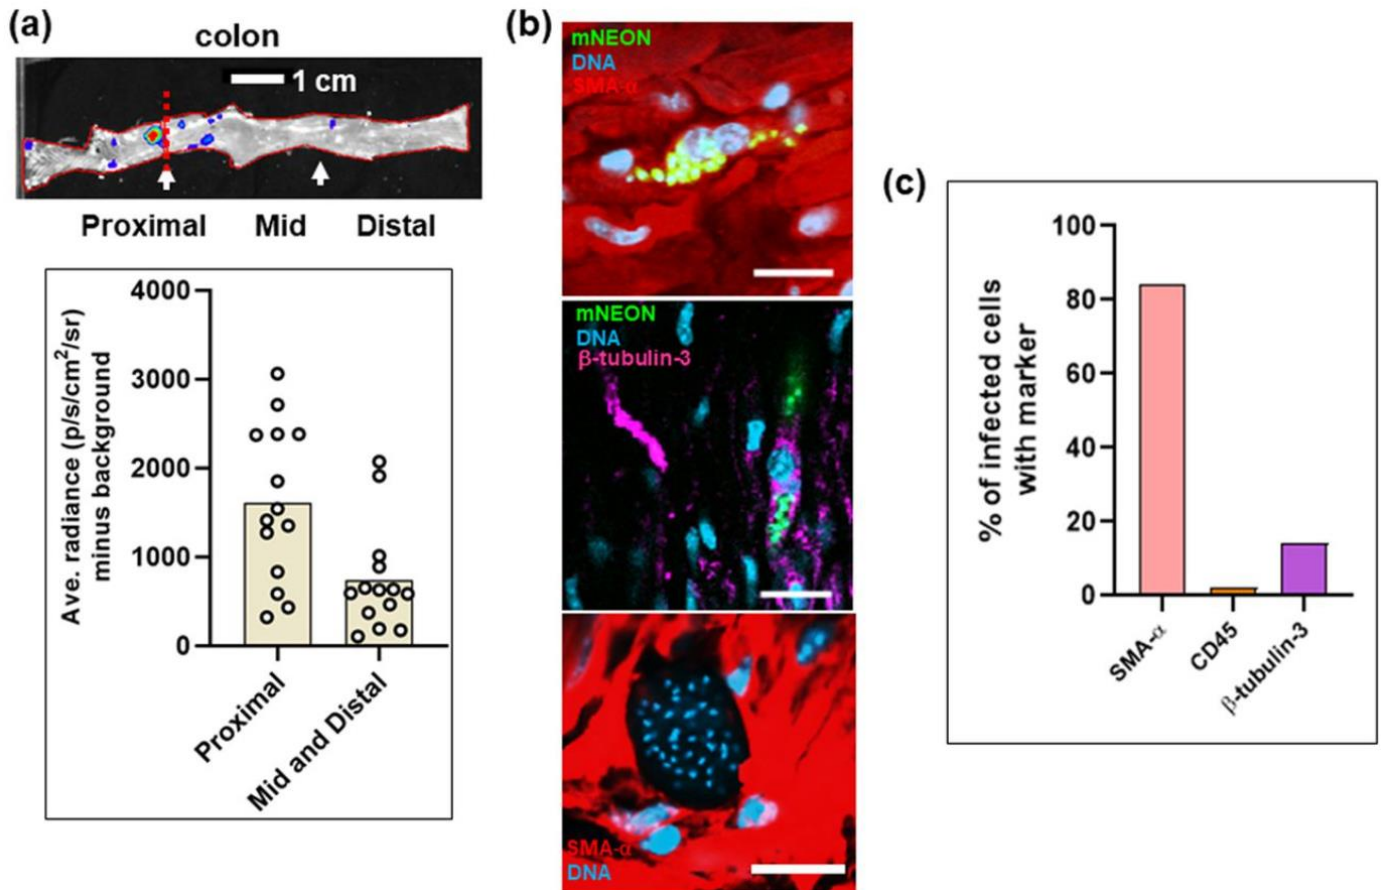 (a)
colon
1 cm
Proximal Mid Distal
Ave. radiance (p/s/cm²/sr)
minus background
4000
3000
2000
1000
0
Proximal
Mid and Distal
(b)
mNEON
DNA
SMA-α
mNEON
DNA
β-tubulin-3
SMA-α
DNA
(c)
% of infected cells
with marker
100
80
60
40
20
0
SMA-α
CD45
β-tubulin-3